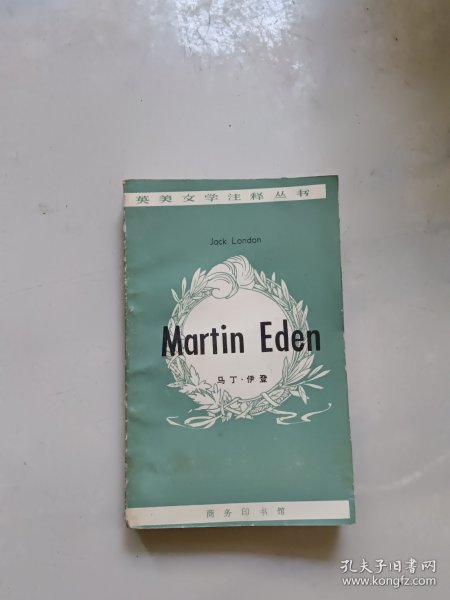 英美文学注释丛书
Jack London
Martin Eden
马丁·伊登
商务印书馆
孔夫子旧书网
www.kongfz.com